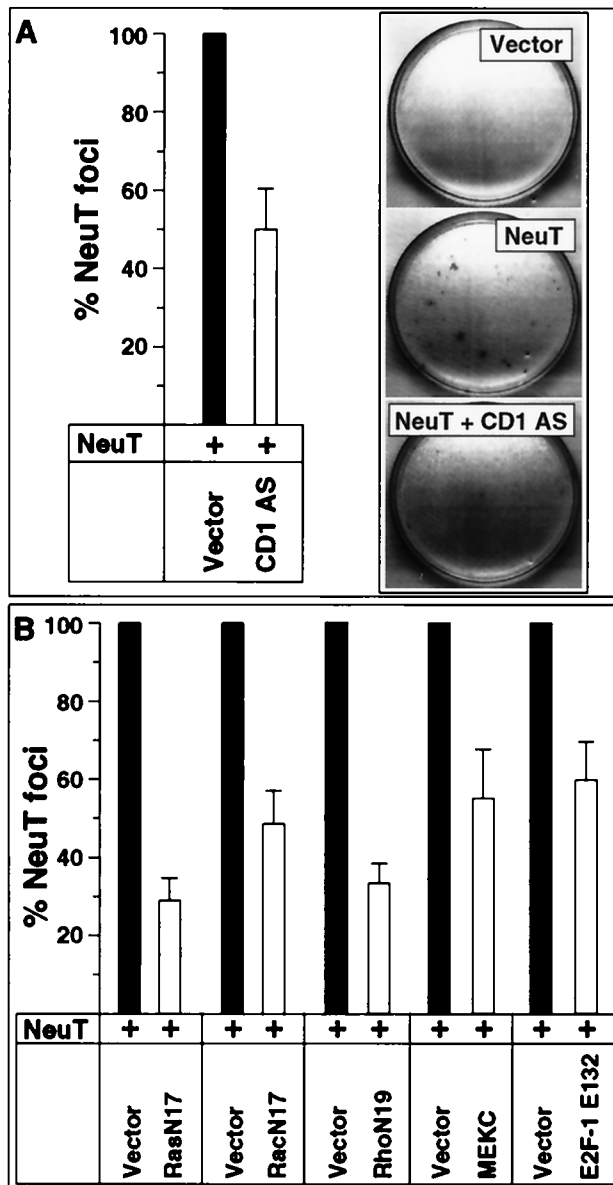 A
100
80
60
40
20
% NeuT foci
NeuT + +
Vector
CD1 AS
Vector
NeuT
NeuT + CD1 AS
B
100
80
60
40
20
% NeuT foci
NeuT + + + + + + + + + +
Vector
RasN17
Vector
RacN17
Vector
RhoN19
Vector
MEKC
Vector
E2F-1 E132